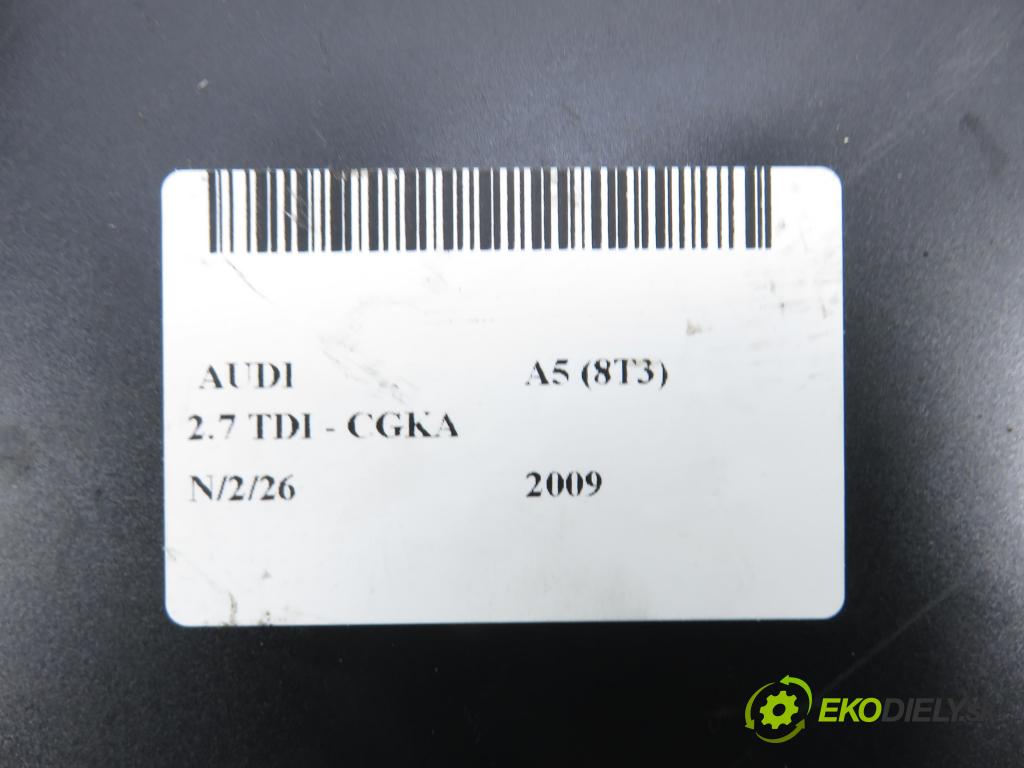 AUDI A5 (8T3)
2.7 TDI - CGKA
N/2/26 2009
EKODIELY.S